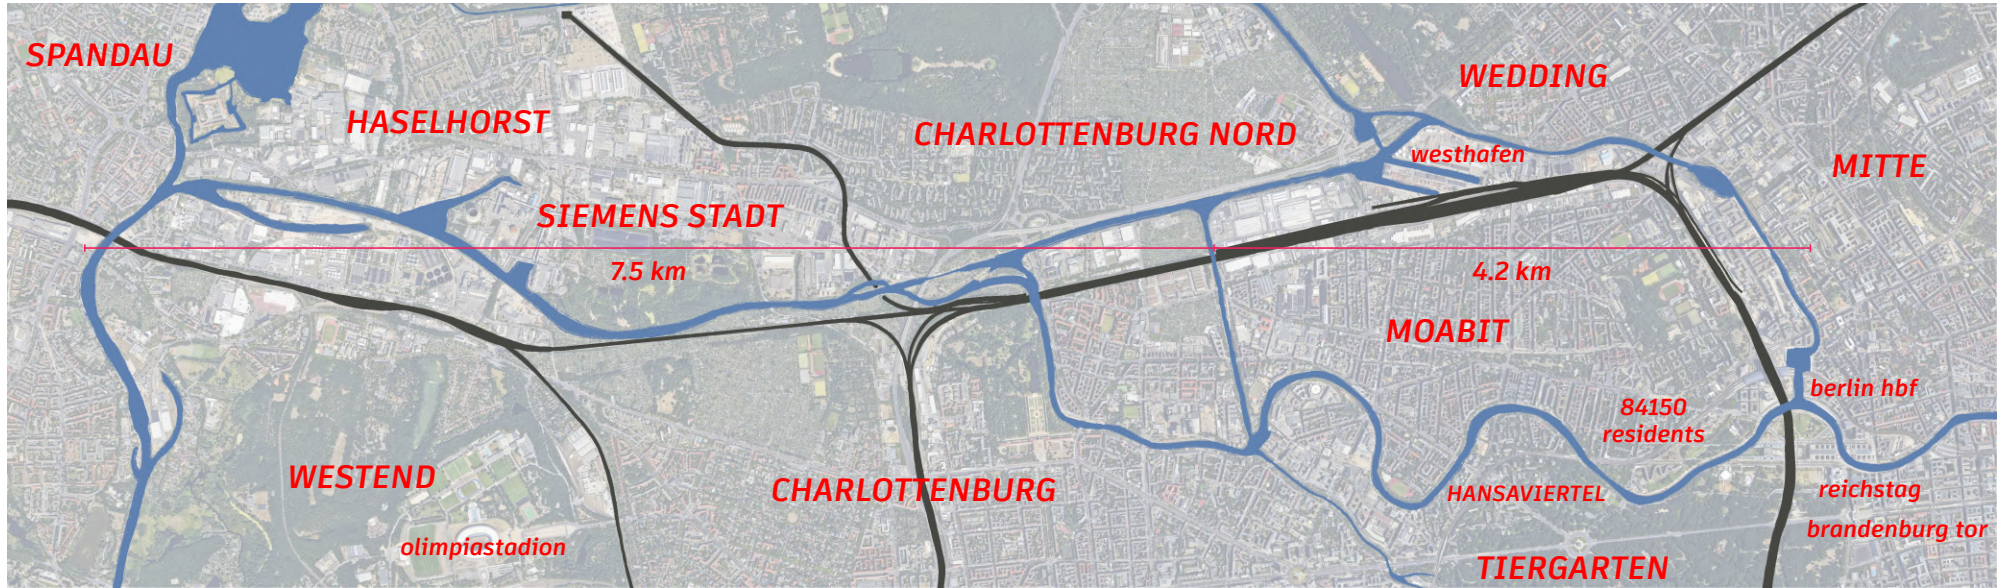 SPANDAU
WEDDING
HASELHORST
CHARLOTTENBURG NORD
westhafen
MITTE
SIEMENS STADT
7.5 km
4.2 km
MOABIT
berlin hbf
84150
residents
WESTEND
CHARLOTTENBURG
HANSAVIERTEL
reichstag
brandenburg tor
olimpiastadion
TIERGARTEN